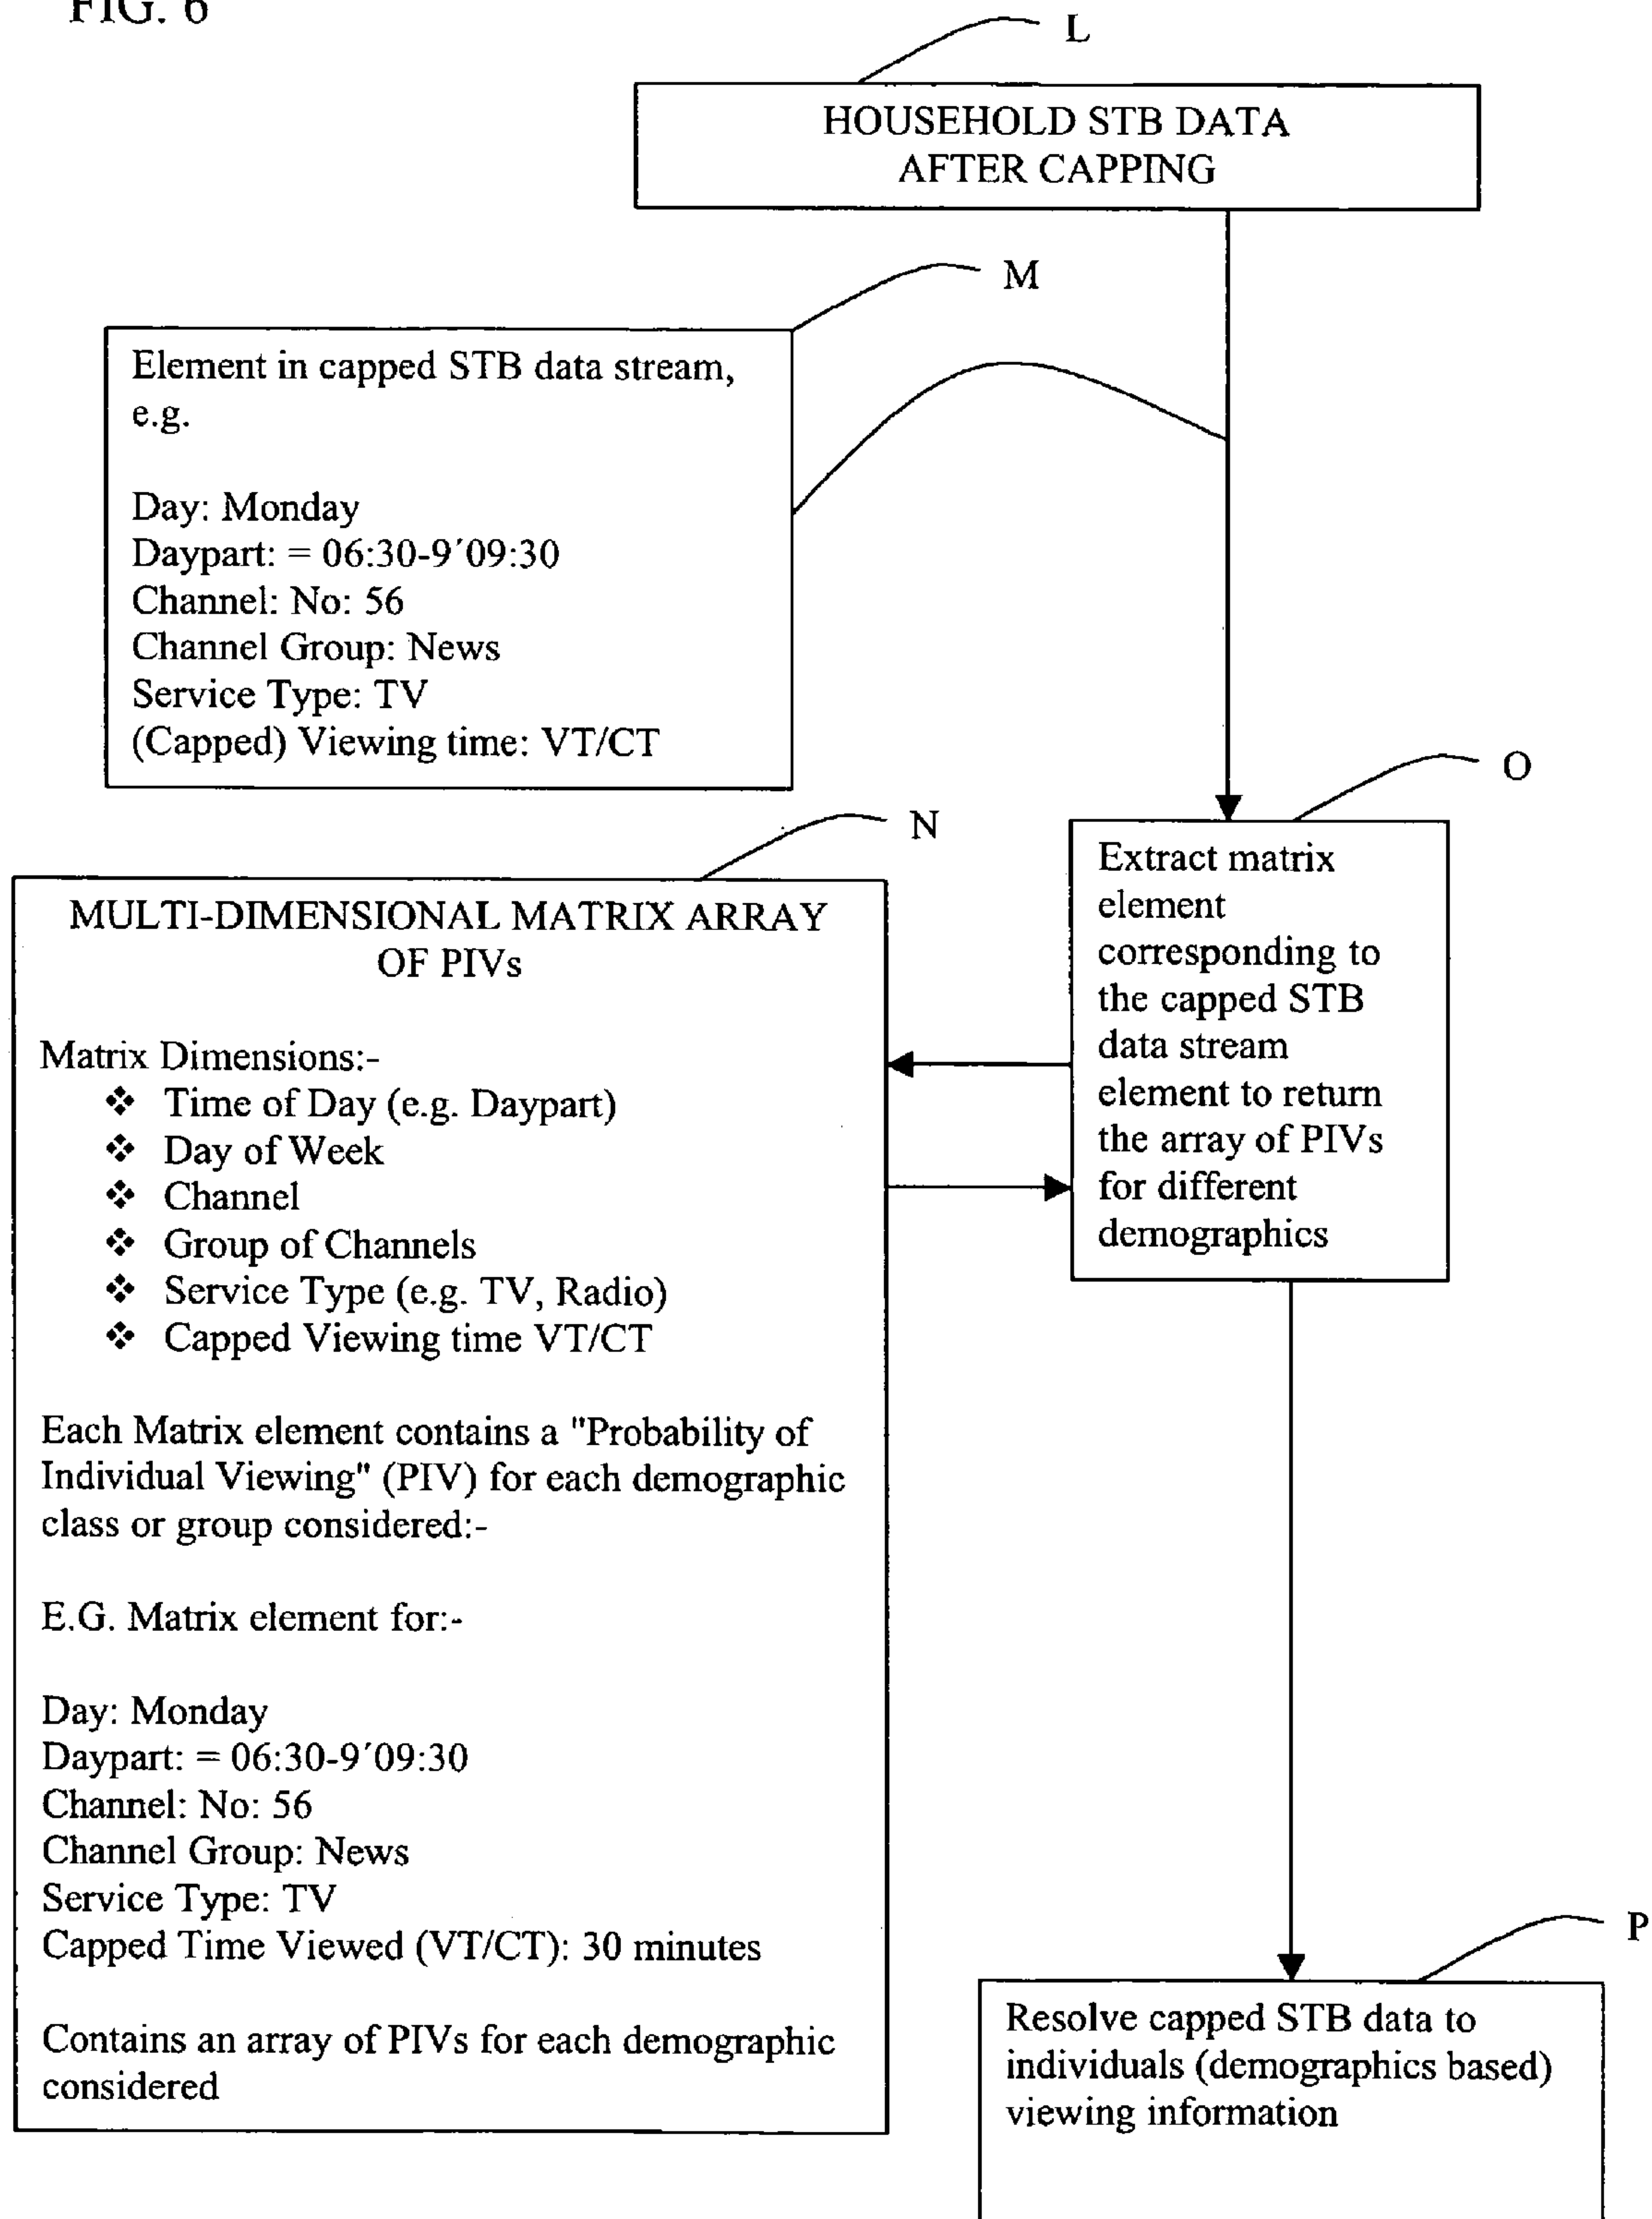 FIG. 6
L
HOUSEHOLD STB DATA
AFTER CAPPING
M
Element in capped STB data stream,
e.g.
Day: Monday
Daypart: = 06:30-9´09:30
Channel: No: 56
Channel Group: News
Service Type: TV
(Capped) Viewing time: VT/CT
O
Extract matrix
element
corresponding to
the capped STB
data stream
element to return
the array of PIVs
for different
demographics
N
MULTI-DIMENSIONAL MATRIX ARRAY
OF PIVs
Matrix Dimensions:-
❖ Time of Day (e.g. Daypart)
❖ Day of Week
❖ Channel
❖ Group of Channels
❖ Service Type (e.g. TV, Radio)
❖ Capped Viewing time VT/CT
Each Matrix element contains a "Probability of
Individual Viewing" (PIV) for each demographic
class or group considered:-
E.G. Matrix element for:-
Day: Monday
Daypart: = 06:30-9´09:30
Channel: No: 56
Channel Group: News
Service Type: TV
Capped Time Viewed (VT/CT): 30 minutes
Contains an array of PIVs for each demographic
considered
P
Resolve capped STB data to
individuals (demographics based)
viewing information